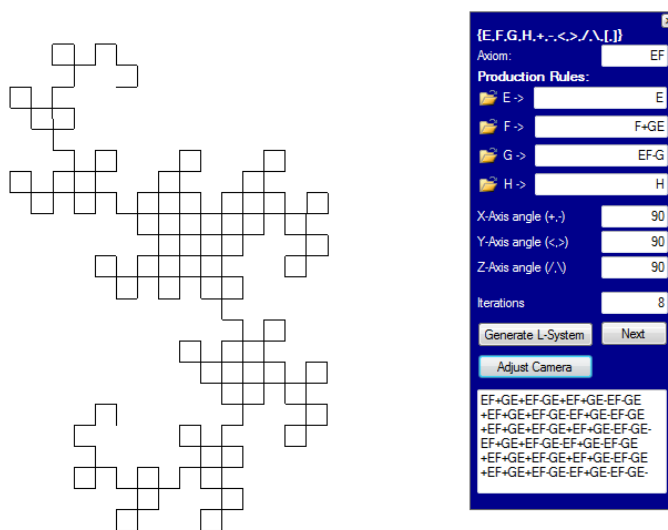 {E,F,G,H,+,-,<,>,/,\,[,]}
Axiom: EF
Production Rules:
E -> E
F -> F+GE
G -> EF-G
H -> H
X-Axis angle (+,-) 90
Y-Axis angle (<,>) 90
Z-Axis angle (/,\) 90
Iterations 8
Generate L-System Next
Adjust Camera
EF+GE+EF-GE+EF+GE-EF-GE
+EF+GE+EF-GE-EF+GE-EF-GE
+EF+GE+EF-GE+EF+GE-EF-GE-
EF+GE+EF-GE-EF+GE-EF-GE
+EF+GE+EF-GE+EF+GE-EF-GE
+EF+GE+EF-GE-EF+GE-EF-GE-